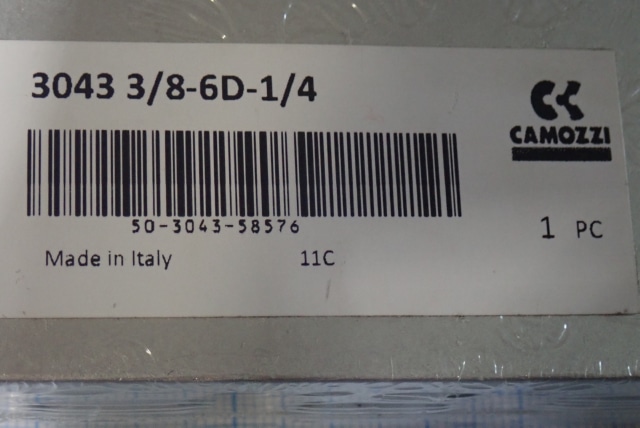 3043 3/8-6D-1/4
CAMOZZI
50-3043-58576
1 PC
Made in Italy 11C